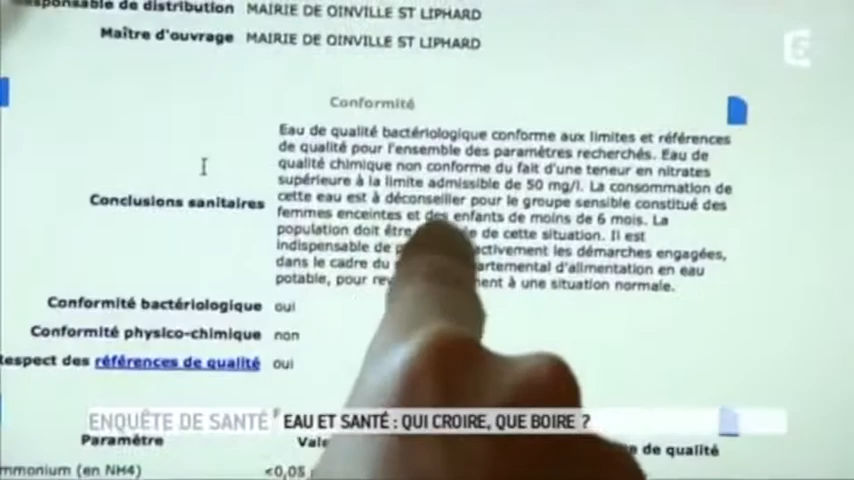 responsable de distribution MAIRIE DE OINVILLE ST LIPHARD
Maître d'ouvrage MAIRIE DE OINVILLE ST LIPHARD
Conformité
Eau de qualité bactériologique conforme aux limites et références
de qualité pour l'ensemble des paramètres recherchés. Eau de
qualité chimique non conforme du fait d'une teneur en nitrates
supérieure à la limite admissible de 50 mg/l. La consommation de
Conclusions sanitaires cette eau est à déconseiller pour le groupe sensible constitué des
femmes enceintes et des enfants de moins de 6 mois. La
population doit être de cette situation. Il est
indispensable de activement les démarches engagées,
dans le cadre du d'alimentation en eau
potable, pour à une situation normale.
Conformité bactériologique oui
Conformité physico-chimique non
Respect des références de qualité oui
ENQUÊTE DE SANTÉ EAU ET SANTÉ : QUI CROIRE, QUE BOIRE ?
Paramètre de qualité
mmonium (en NH4) <0,05